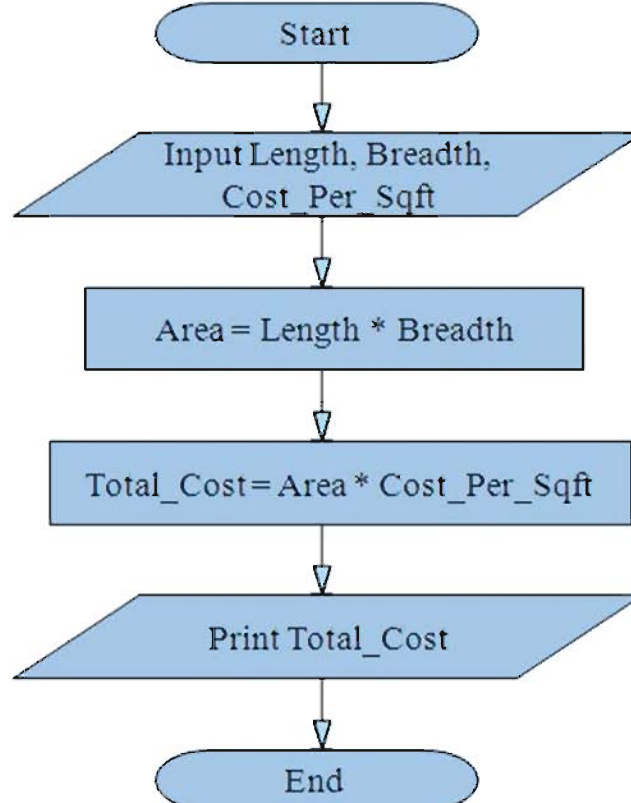 Start
Input Length, Breadth,
Cost_Per_Sqft
Area = Length * Breadth
Total_Cost = Area * Cost_Per_Sqft
Print Total_Cost
End